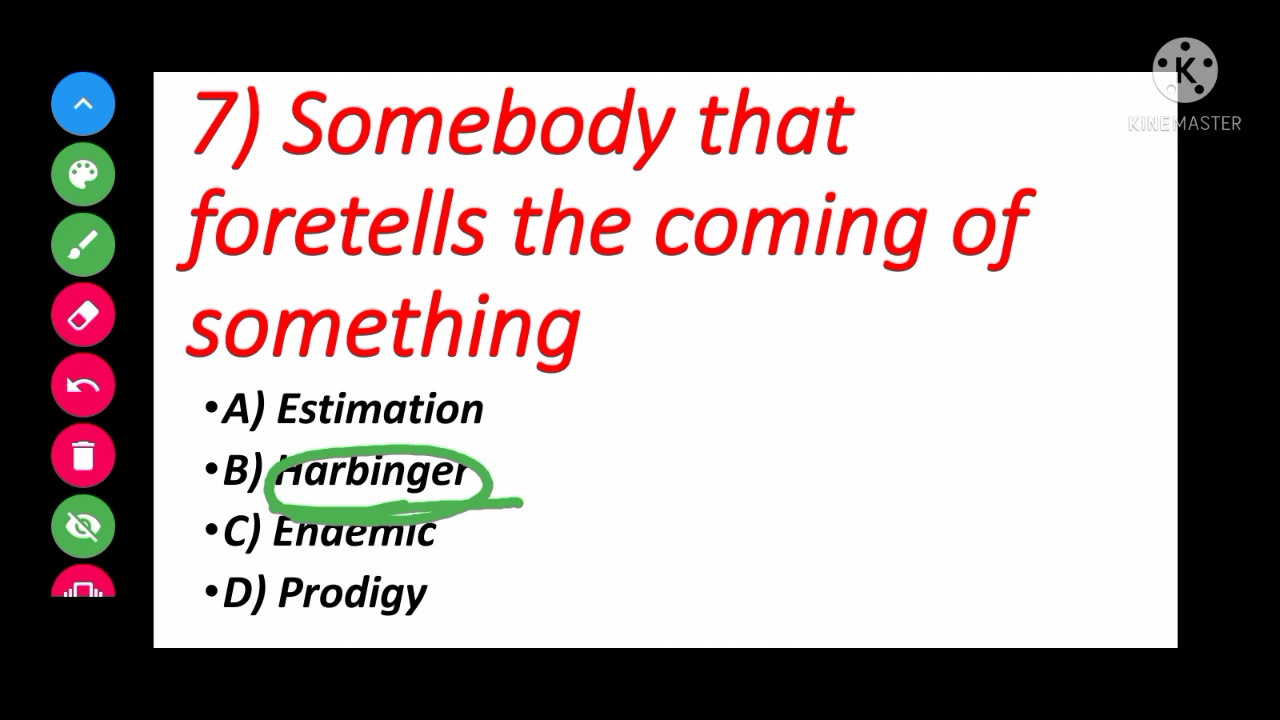 K
KINEMASTER
7) Somebody that
foretells the coming of
something
•A) Estimation
•B) Harbinger
•C) Endemic
•D) Prodigy